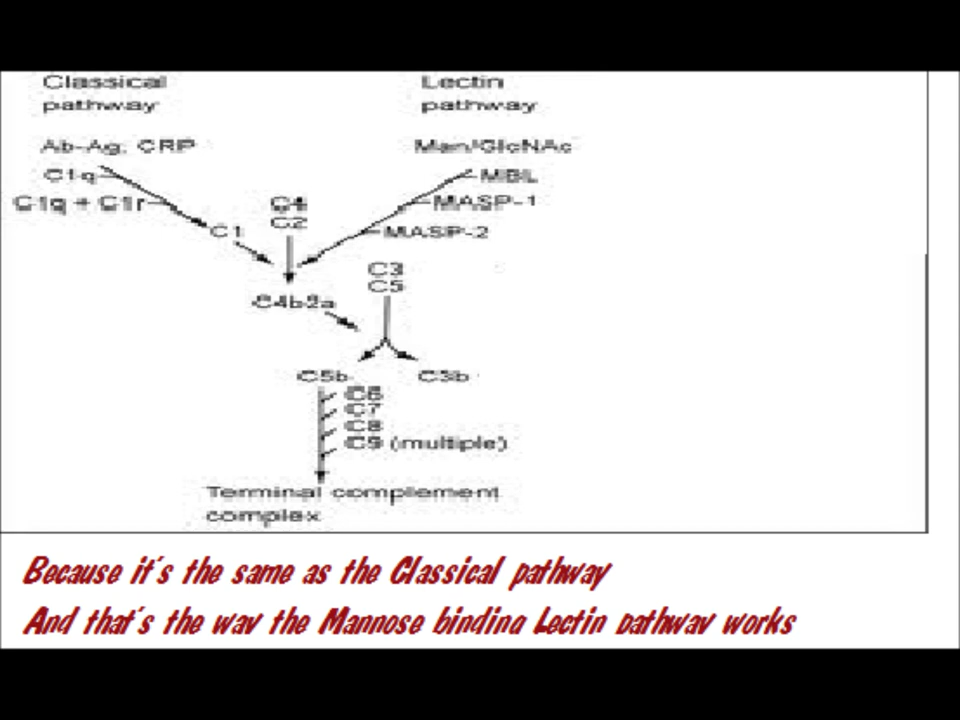 Classical
pathway
Lectin
pathway
Ab-Ag, CRP
Man/GlcNAc
C1q
MBL
C1q + C1r
C4
MASP-1
C2
C1
MASP-2
C3
C5
C4b2a
C5b
C3b
C6
C7
C8
C9 (multiple)
Terminal complement
complex
Because it's the same as the Classical pathway
And that's the way the Mannose binding Lectin pathway works